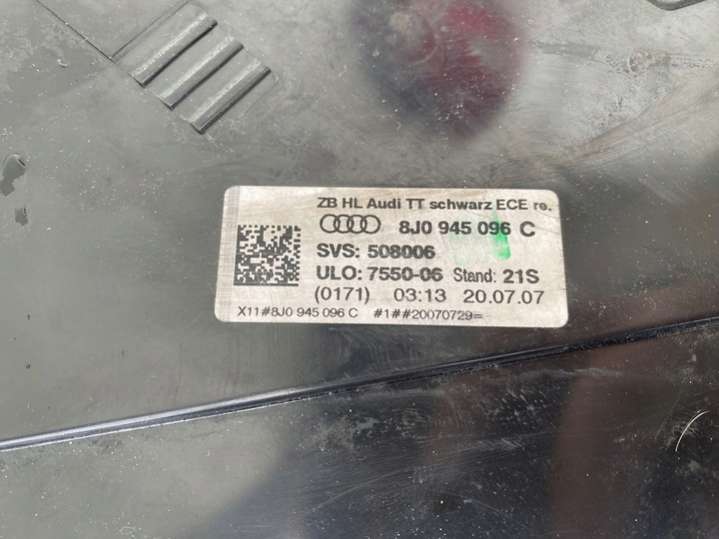 ZB HL Audi TT schwarz ECE re.
8J0 945 096 C
SVS: 508006
ULO: 7550-06 Stand: 21S
(0171) 03:13 20.07.07
X11#8J0 945 096 C #1##20070729=